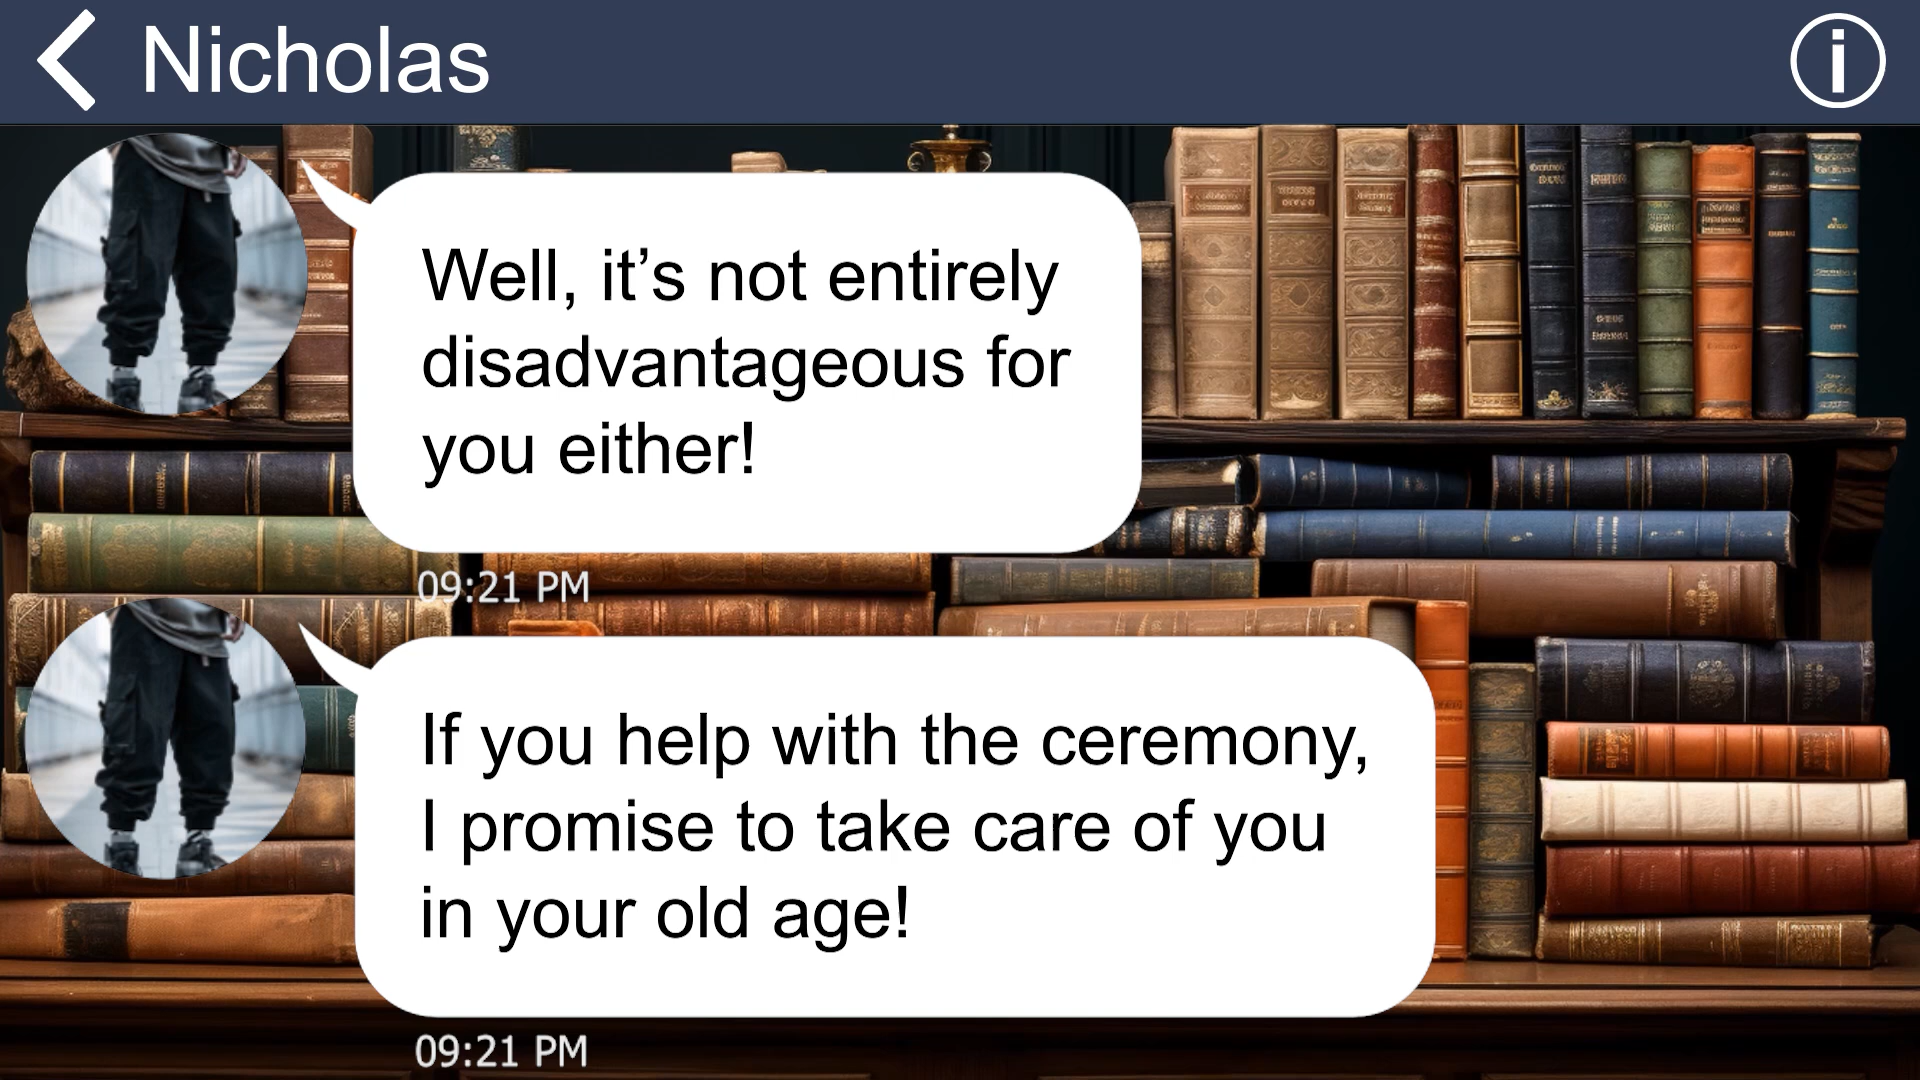 Nicholas
Well, it’s not entirely
disadvantageous for
you either!
09:21 PM
If you help with the ceremony,
I promise to take care of you
in your old age!
09:21 PM